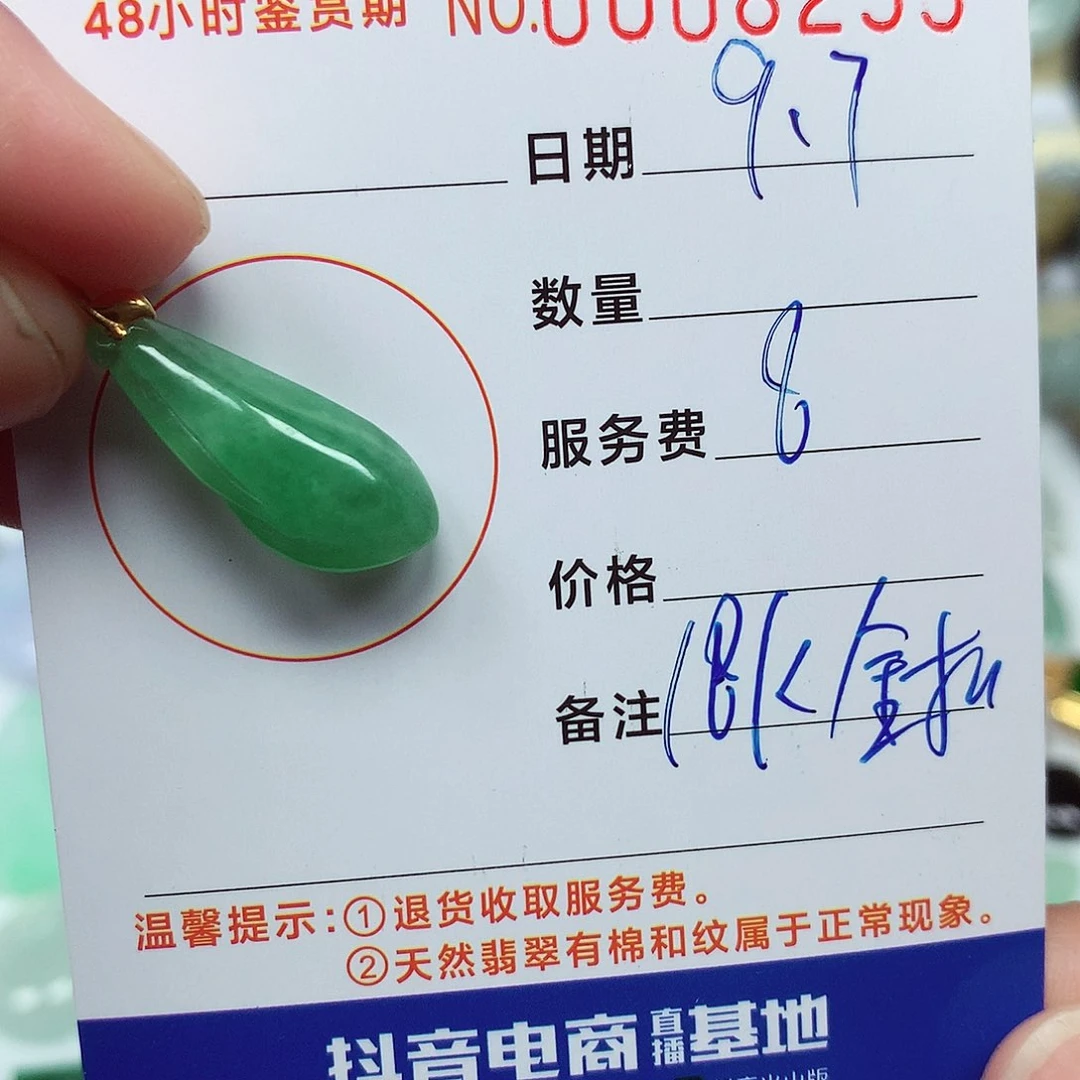 48小时鉴赏期 NO.0008255
日期 9.7
数量
服务费 8
价格
备注 18K金扣
温馨提示:①退货收取服务费。
②天然翡翠有棉和纹属于正常现象。
抖音电商直播基地